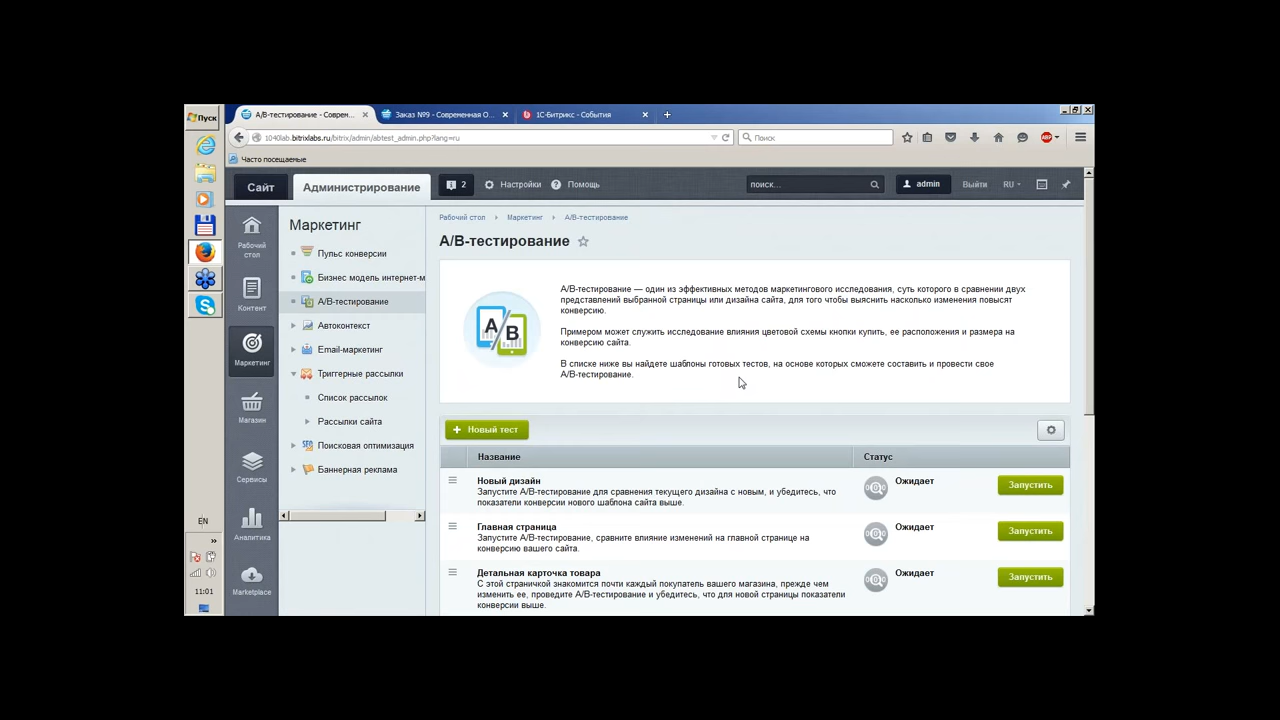 Пуск
A/B-тестирование - Соврем...
Заказ №9 - Современная О...
1С-Битрикс - События
1040lab.bitrixlabs.ru/bitrix/admin/abtest_admin.php?lang=ru
Поиск
ABP
Часто посещаемые
Сайт
Администрирование
2
Настройки
Помощь
поиск...
admin
Выйти
RU
Рабочий стол
Контент
Маркетинг
Магазин
Сервисы
Аналитика
Marketplace
Маркетинг
Пульс конверсии
Бизнес модель интернет-м
A/B-тестирование
Автоконтекст
Email-маркетинг
Триггерные рассылки
Список рассылок
Рассылки сайта
Поисковая оптимизация
Баннерная реклама
Рабочий стол
Маркетинг
A/B-тестирование
A/B-тестирование
A/B
A/B-тестирование — один из эффективных методов маркетингового исследования, суть которого в сравнении двух
представлений выбранной страницы или дизайна сайта, для того чтобы выяснить насколько изменения повысят
конверсию.
Примером может служить исследование влияния цветовой схемы кнопки купить, ее расположения и размера на
конверсию сайта.
В списке ниже вы найдете шаблоны готовых тестов, на основе которых сможете составить и провести свое
A/B-тестирование.
+ Новый тест
Название
Статус
Новый дизайн
Запустите A/B-тестирование для сравнения текущего дизайна с новым, и убедитесь, что
показатели конверсии нового шаблона сайта выше.
Ожидает
Запустить
Главная страница
Запустите A/B-тестирование, сравните влияние изменений на главной странице на
конверсию вашего сайта.
Ожидает
Запустить
Детальная карточка товара
С этой страничкой знакомится почти каждый покупатель вашего магазина, прежде чем
изменить ее, проведите A/B-тестирование и убедитесь, что для новой страницы показатели
конверсии выше.
Ожидает
Запустить
EN
11:01